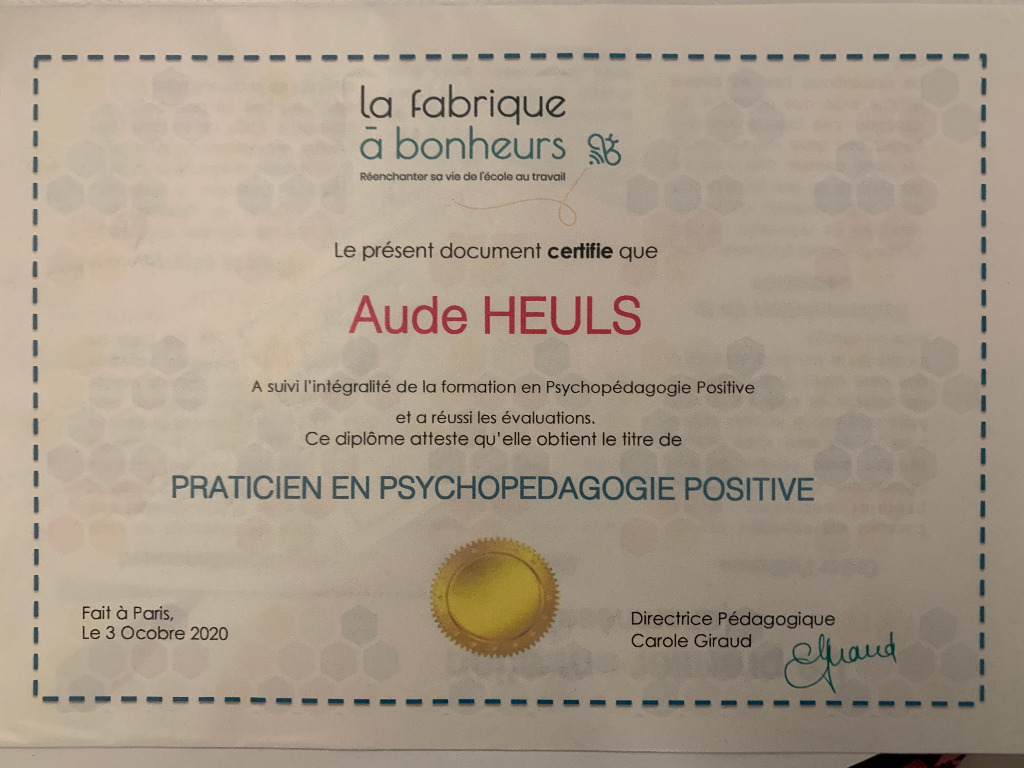 la fabrique
à bonheurs
Réenchanter sa vie de l'école au travail
Le présent document certifie que
Aude HEULS
A suivi l'intégralité de la formation en Psychopédagogie Positive
et a réussi les évaluations.
Ce diplôme atteste qu'elle obtient le titre de
PRATICIEN EN PSYCHOPEDAGOGIE POSITIVE
Fait à Paris,
Le 3 Ocobre 2020
Directrice Pédagogique
Carole Giraud
CGiraud